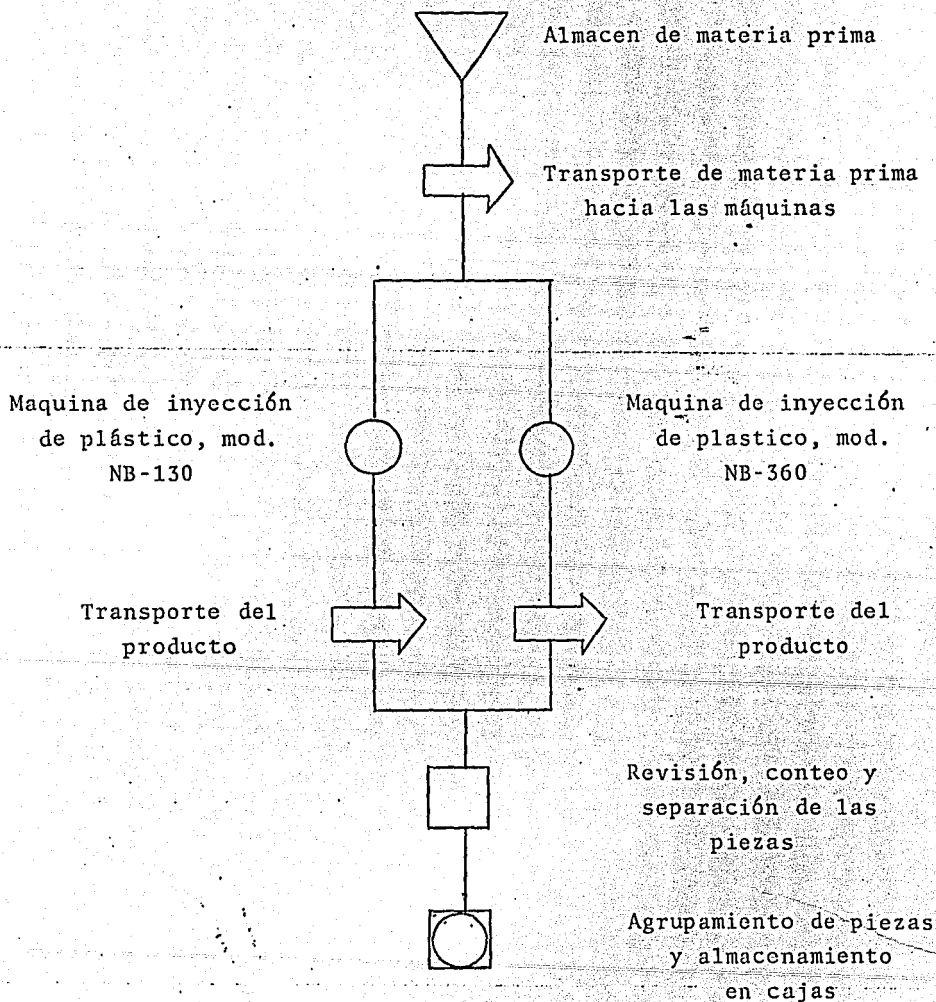 Almacen de materia prima
Transporte de materia prima
hacia las máquinas
Maquina de inyección
de plástico, mod.
NB-130
Maquina de inyección
de plastico, mod.
NB-360
Transporte del
producto
Transporte del
producto
Revisión, conteo y
separación de las
piezas
Agrupamiento de piezas
y almacenamiento
en cajas